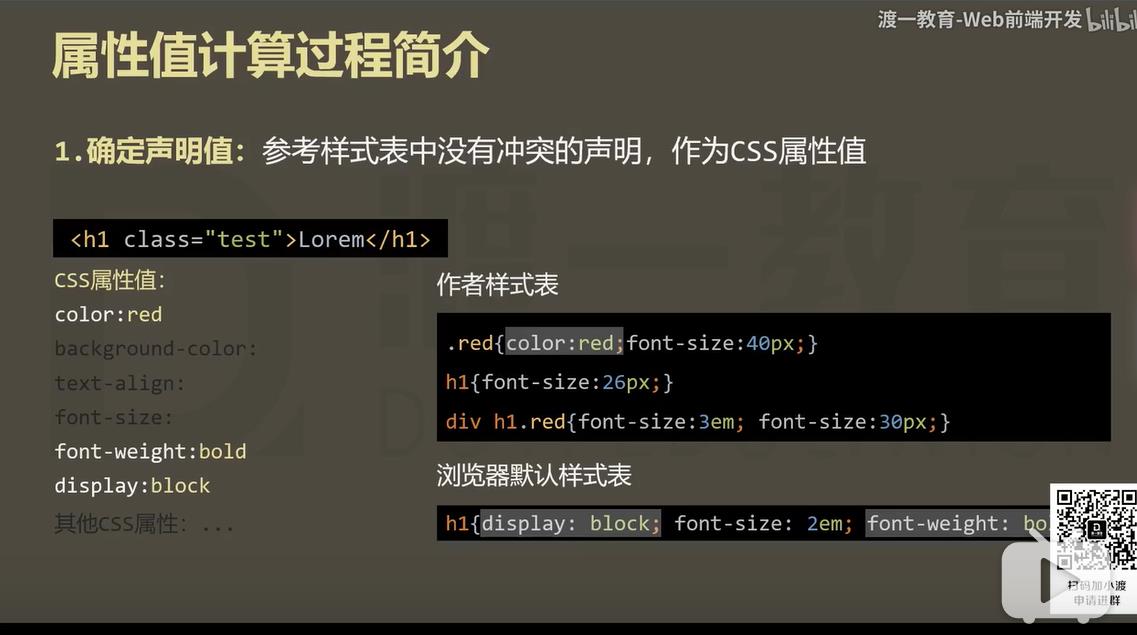 渡一教育-Web前端开发 bilibili
属性值计算过程简介
1.确定声明值：参考样式表中没有冲突的声明，作为CSS属性值
<h1 class="test">Lorem</h1>
CSS属性值：
color:red
background-color:
text-align:
font-size:
font-weight:bold
display:block
其他CSS属性：...
作者样式表
.red{color:red;font-size:40px;}
h1{font-size:26px;}
div h1.red{font-size:3em; font-size:30px;}
浏览器默认样式表
h1{display: block; font-size: 2em; font-weight: bo
扫码加小渡
申请进群
渡一教育